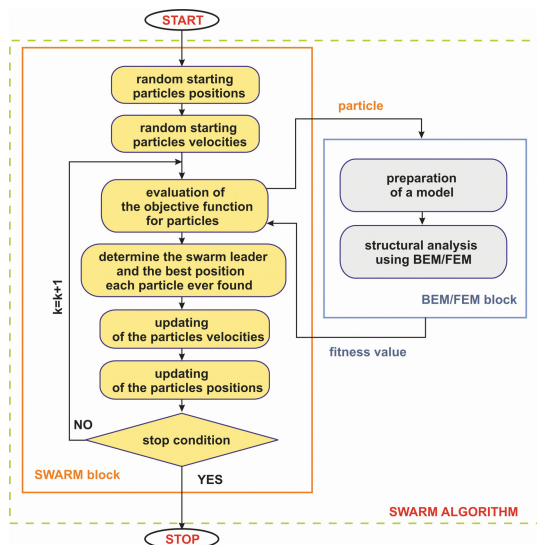 START
random starting
particles positions
random starting
particles velocities
particle
evaluation of
the objective function
for particles
preparation
of a model
structural analysis
using BEM/FEM
BEM/FEM block
fitness value
determine the swarm leader
and the best position
each particle ever found
updating
of the particles velocities
updating
of the particles positions
k=k+1
NO
stop condition
YES
SWARM block
SWARM ALGORITHM
STOP